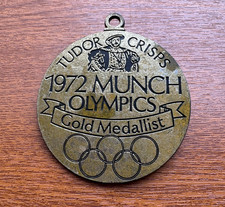 TUDOR CRISPS
1972 MUNCH
OLYMPICS
Gold Medallist